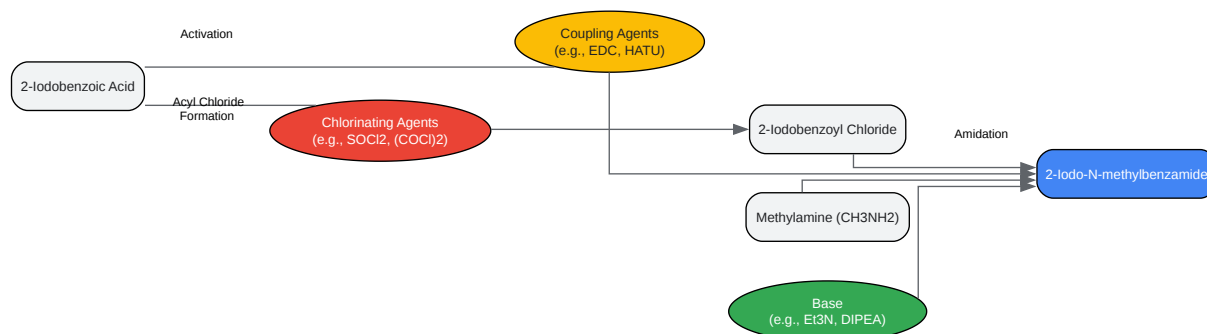 Activation
Coupling Agents
(e.g., EDC, HATU)
2-Iodobenzoic Acid
Acyl Chloride
Formation
Chlorinating Agents
(e.g., SOCl2, (COCl)2)
2-Iodobenzoyl Chloride
Amidation
2-Iodo-N-methylbenzamide
Methylamine (CH3NH2)
Base
(e.g., Et3N, DIPEA)